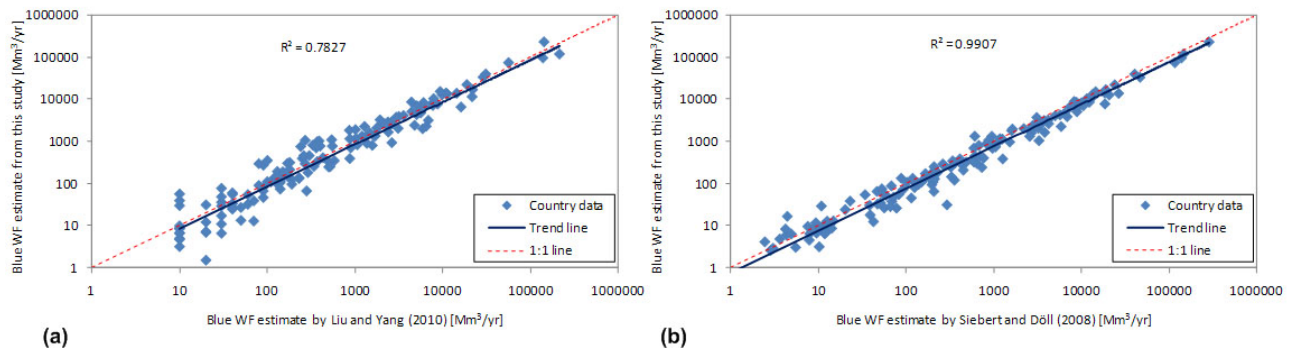 Blue WF estimate from this study [Mm³/yr]
1000000
100000
10000
1000
100
10
1
R² = 0.7827
Country data
Trend line
1:1 line
1 10 100 1000 10000 100000 1000000
Blue WF estimate by Liu and Yang (2010) [Mm³/yr]
(a)
Blue WF estimate from this study [Mm³/yr]
1000000
100000
10000
1000
100
10
1
R² = 0.9907
Country data
Trend line
1:1 line
1 10 100 1000 10000 100000 1000000
Blue WF estimate by Siebert and Döll (2008) [Mm³/yr]
(b)